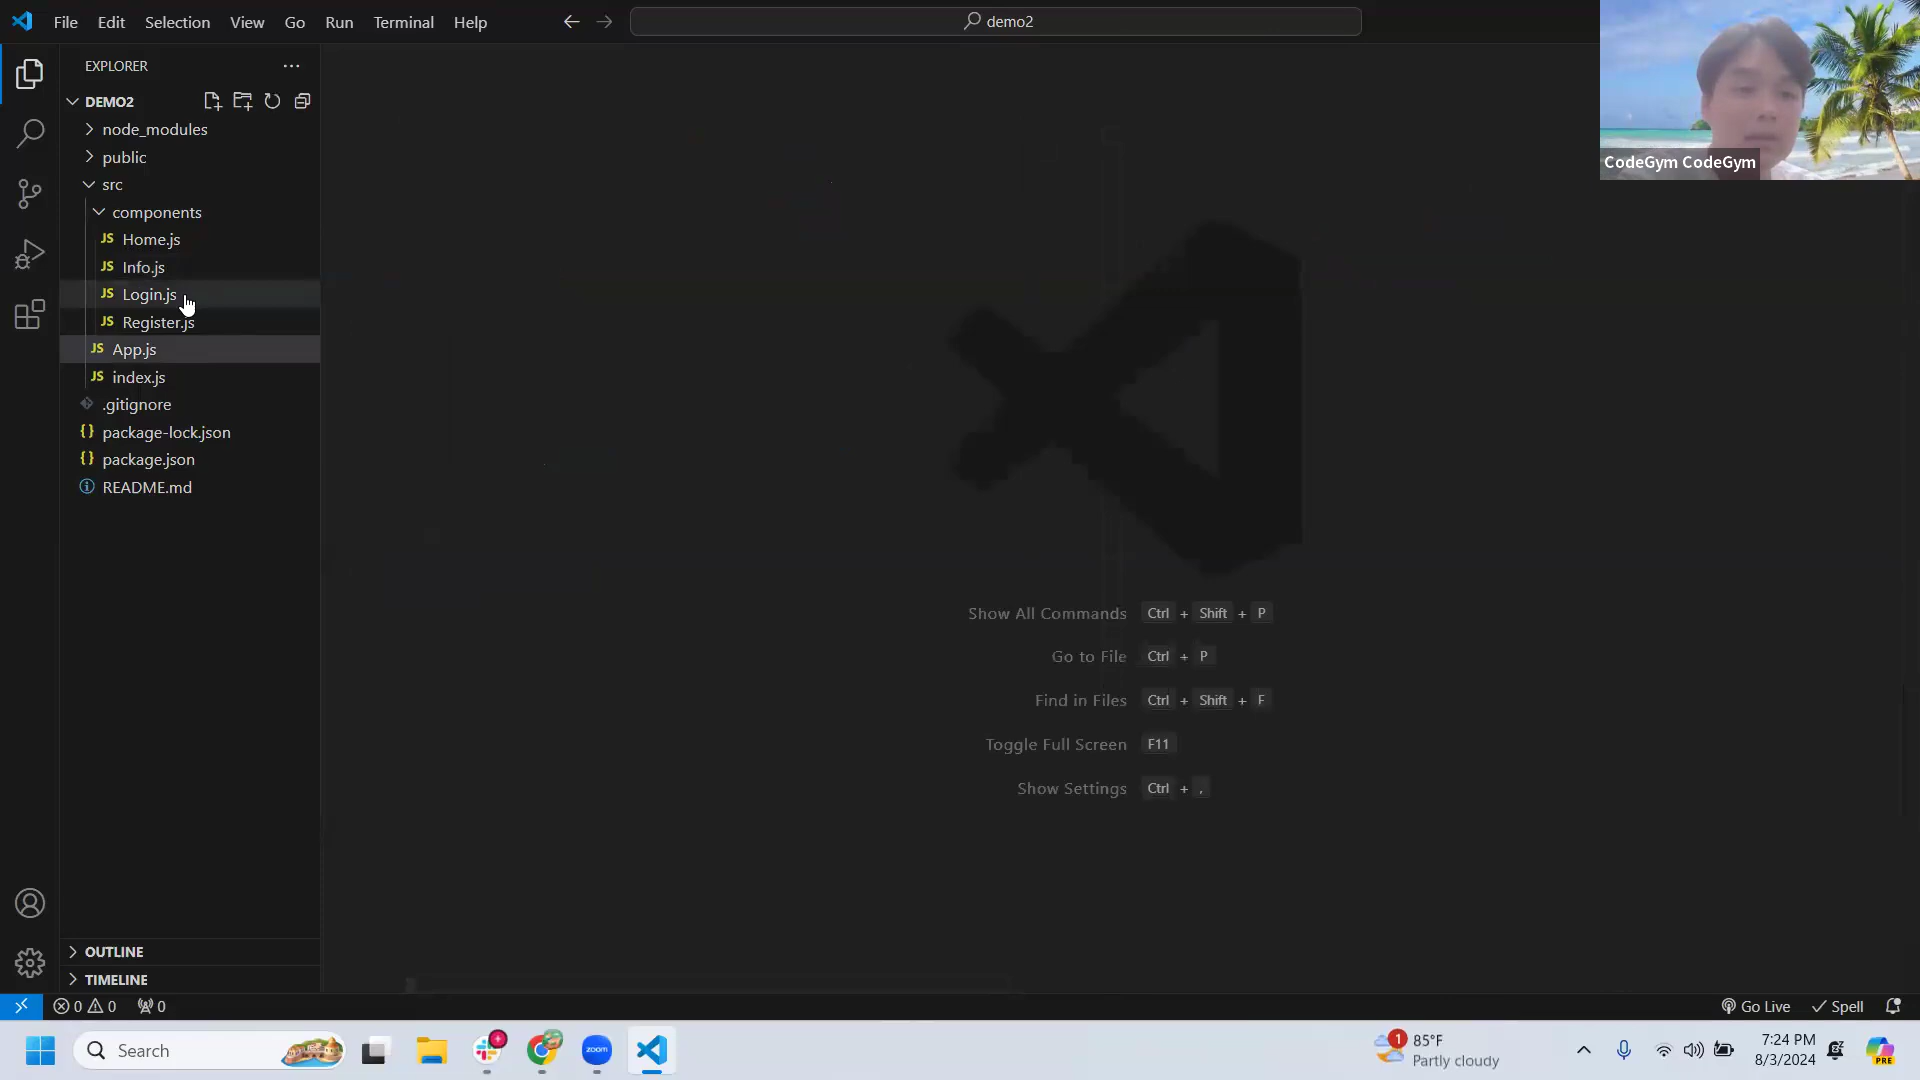 File Edit Selection View Go Run Terminal Help
demo2
CodeGym CodeGym
EXPLORER
DEMO2
node_modules
public
src
components
JS Home.js
JS Info.js
JS Login.js
JS Register.js
JS App.js
JS index.js
.gitignore
{} package-lock.json
{} package.json
README.md
Show All Commands Ctrl + Shift + P
Go to File Ctrl + P
Find in Files Ctrl + Shift + F
Toggle Full Screen F11
Show Settings Ctrl + ,
OUTLINE
TIMELINE
0 0 0
Go Live Spell
Search
zoom
1
85°F
Partly cloudy
7:24 PM
8/3/2024
PRE